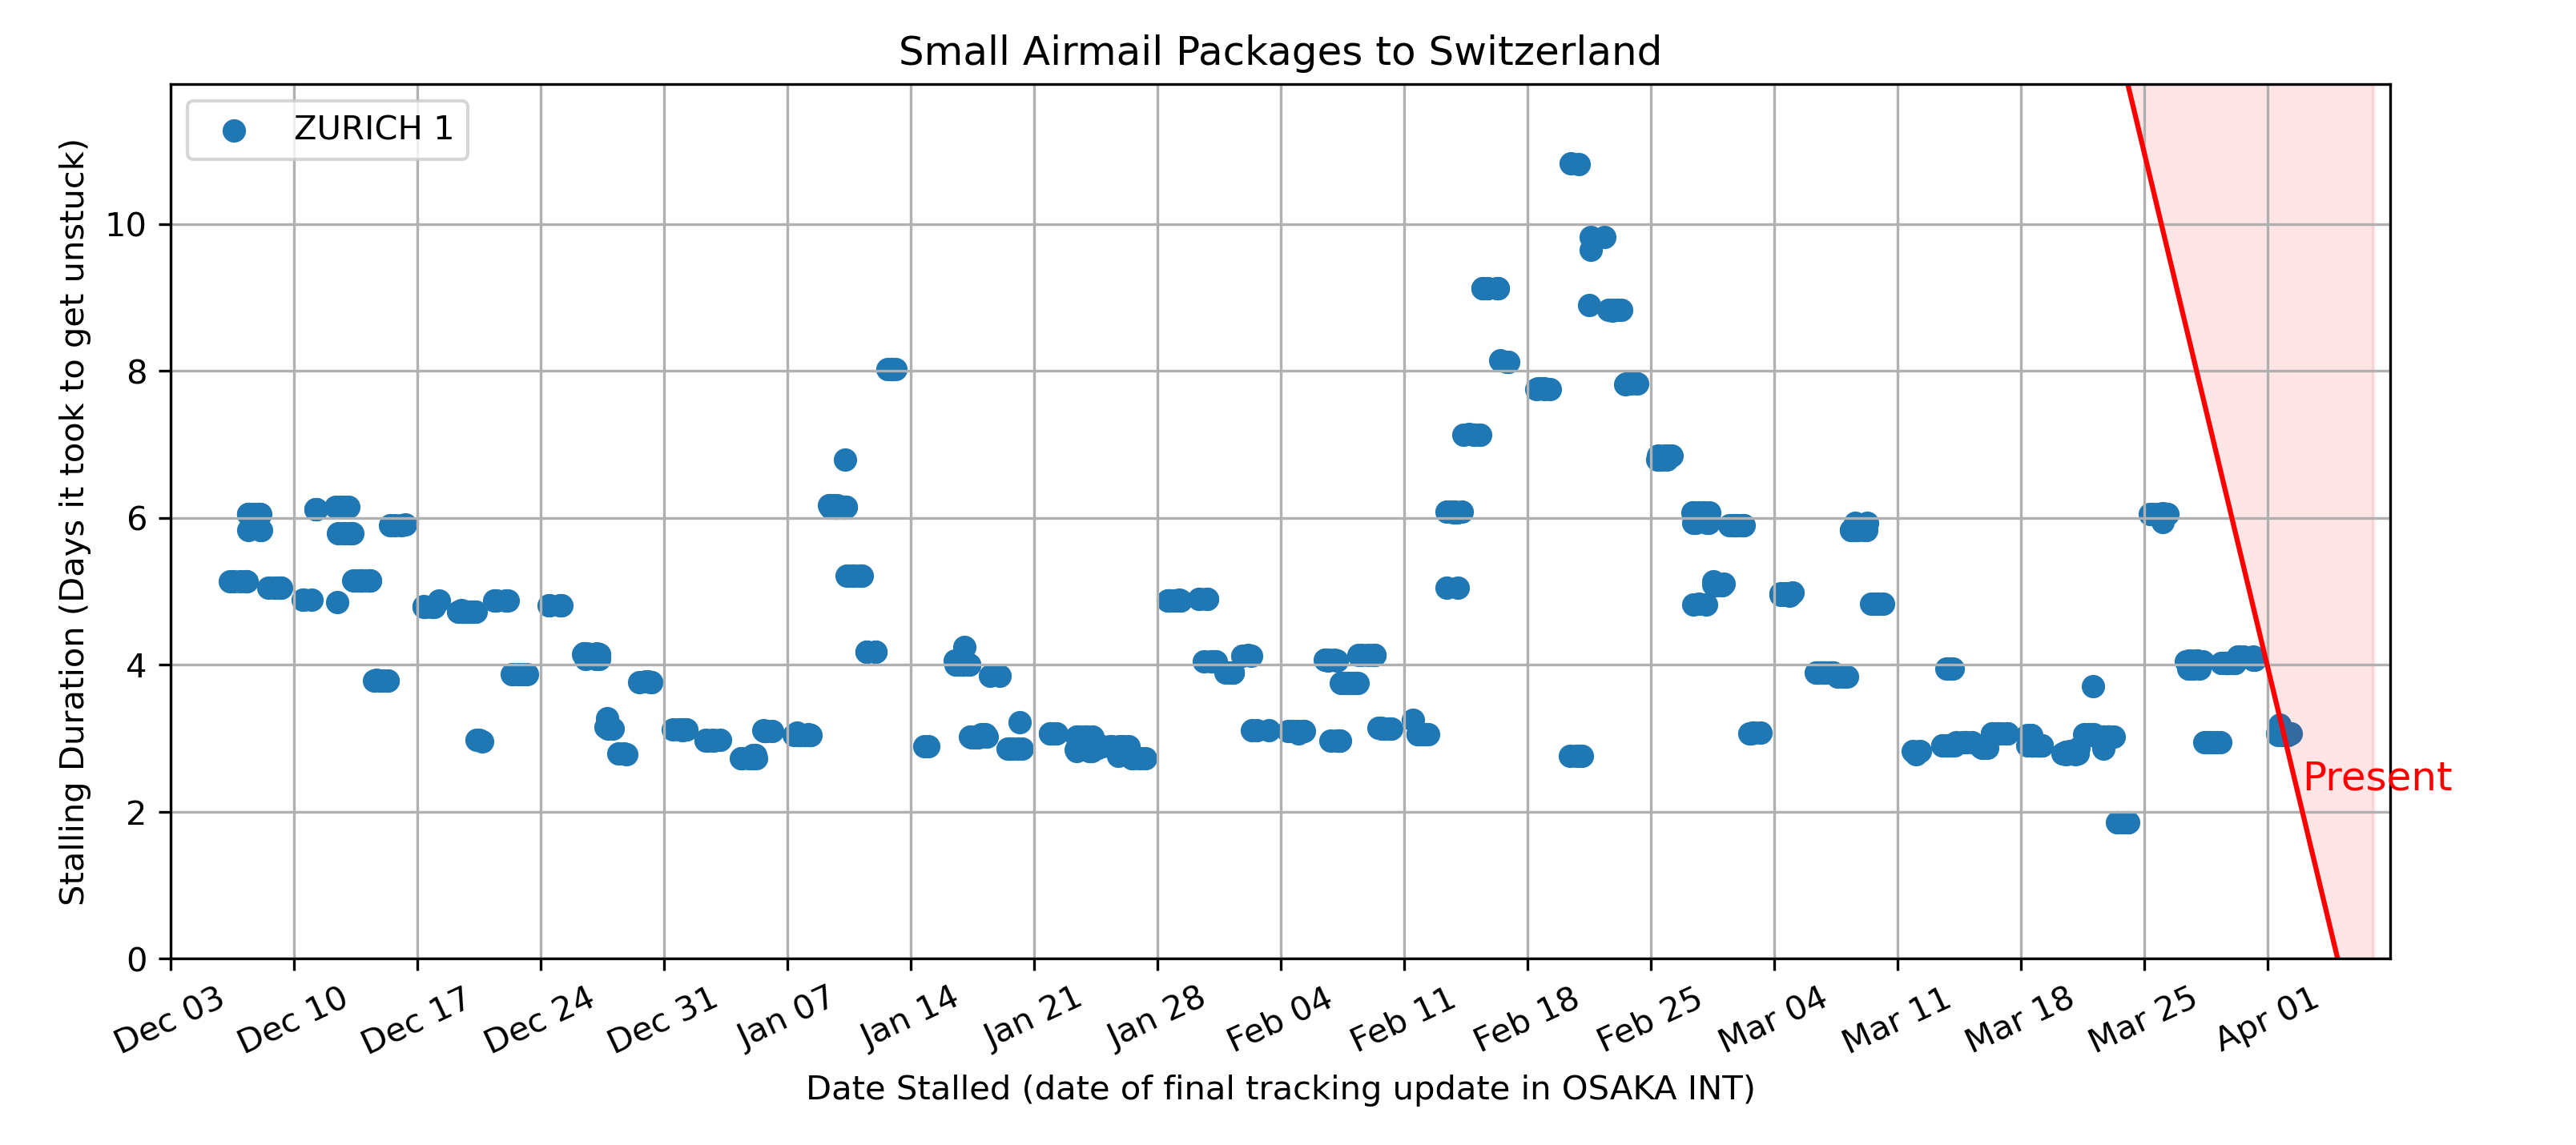 Small Airmail Packages to Switzerland
ZURICH 1
Stalling Duration (Days it took to get unstuck)
10
8
6
4
2
0
Present
Dec 03
Dec 10
Dec 17
Dec 24
Dec 31
Jan 07
Jan 14
Jan 21
Jan 28
Feb 04
Feb 11
Feb 18
Feb 25
Mar 04
Mar 11
Mar 18
Mar 25
Apr 01
Date Stalled (date of final tracking update in OSAKA INT)